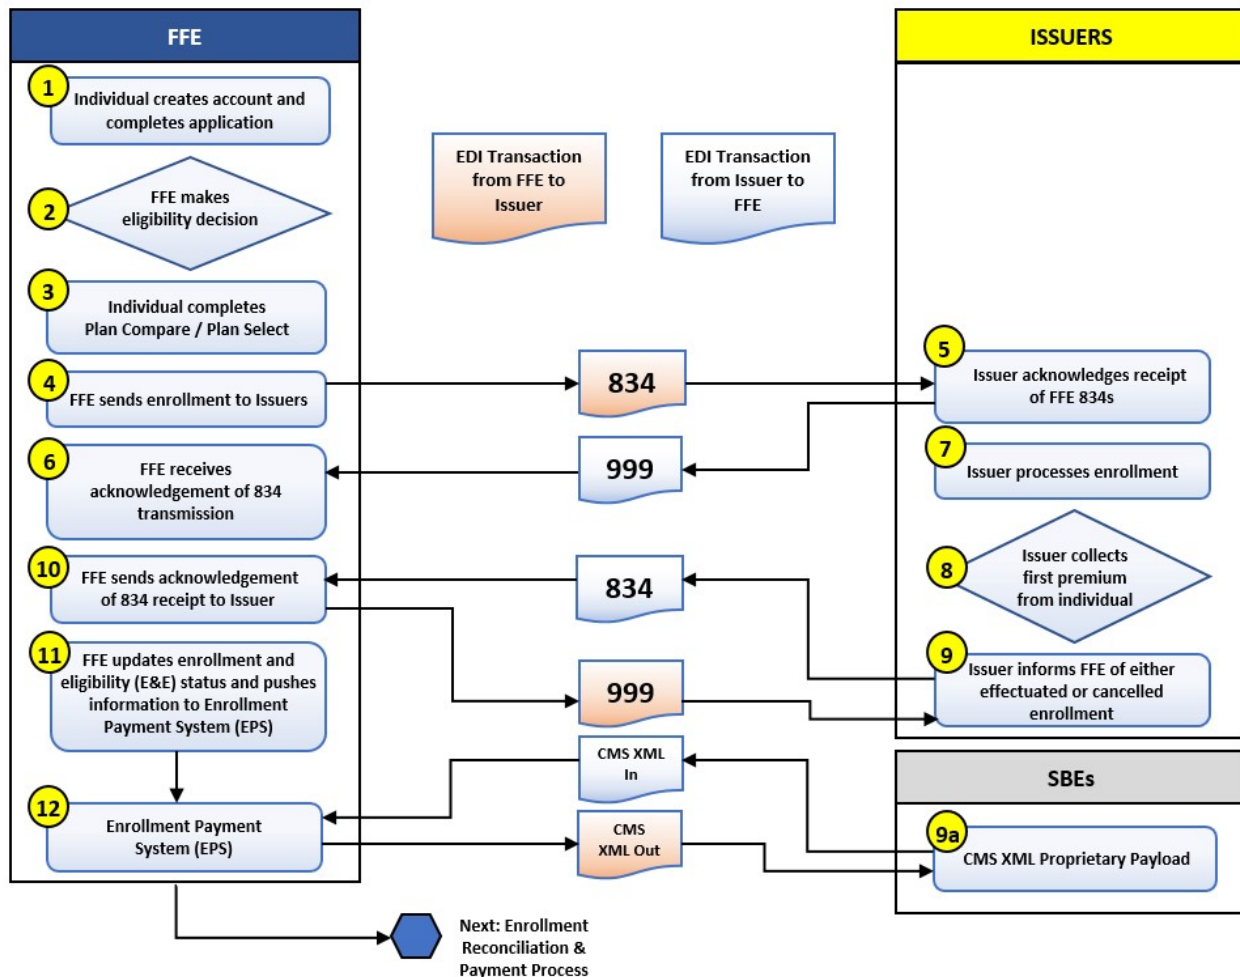 FFE
ISSUERS
1
Individual creates account and
completes application
EDI Transaction
from FFE to
Issuer
EDI Transaction
from Issuer to
FFE
2
FFE makes
eligibility decision
3
Individual completes
Plan Compare / Plan Select
4
FFE sends enrollment to Issuers
834
5
Issuer acknowledges receipt
of FFE 834s
6
FFE receives
acknowledgement of 834
transmission
999
7
Issuer processes enrollment
8
Issuer collects
first premium
from individual
10
FFE sends acknowledgement
of 834 receipt to Issuer
834
9
Issuer informs FFE of either
effectuated or cancelled
enrollment
11
FFE updates enrollment and
eligibility (E&E) status and pushes
information to Enrollment
Payment System (EPS)
999
CMS XML
In
SBEs
12
Enrollment Payment
System (EPS)
CMS
XML Out
9a
CMS XML Proprietary Payload
Next: Enrollment
Reconciliation &
Payment Process